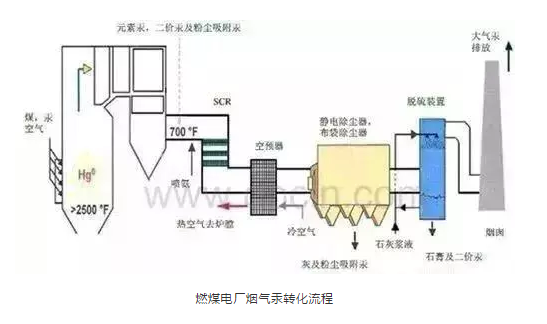 元素汞，二价汞及粉尘吸附汞
大气汞
排放
SCR
静电除尘器，
布袋除尘器
脱硫装置
煤，汞
空气
700 °F
空预器
Hg⁰
喷氨
>2500 °F
热空气去炉膛
冷空气
石灰浆液
烟囱
灰及粉尘吸附汞
石膏及二价汞
燃煤电厂烟气汞转化流程